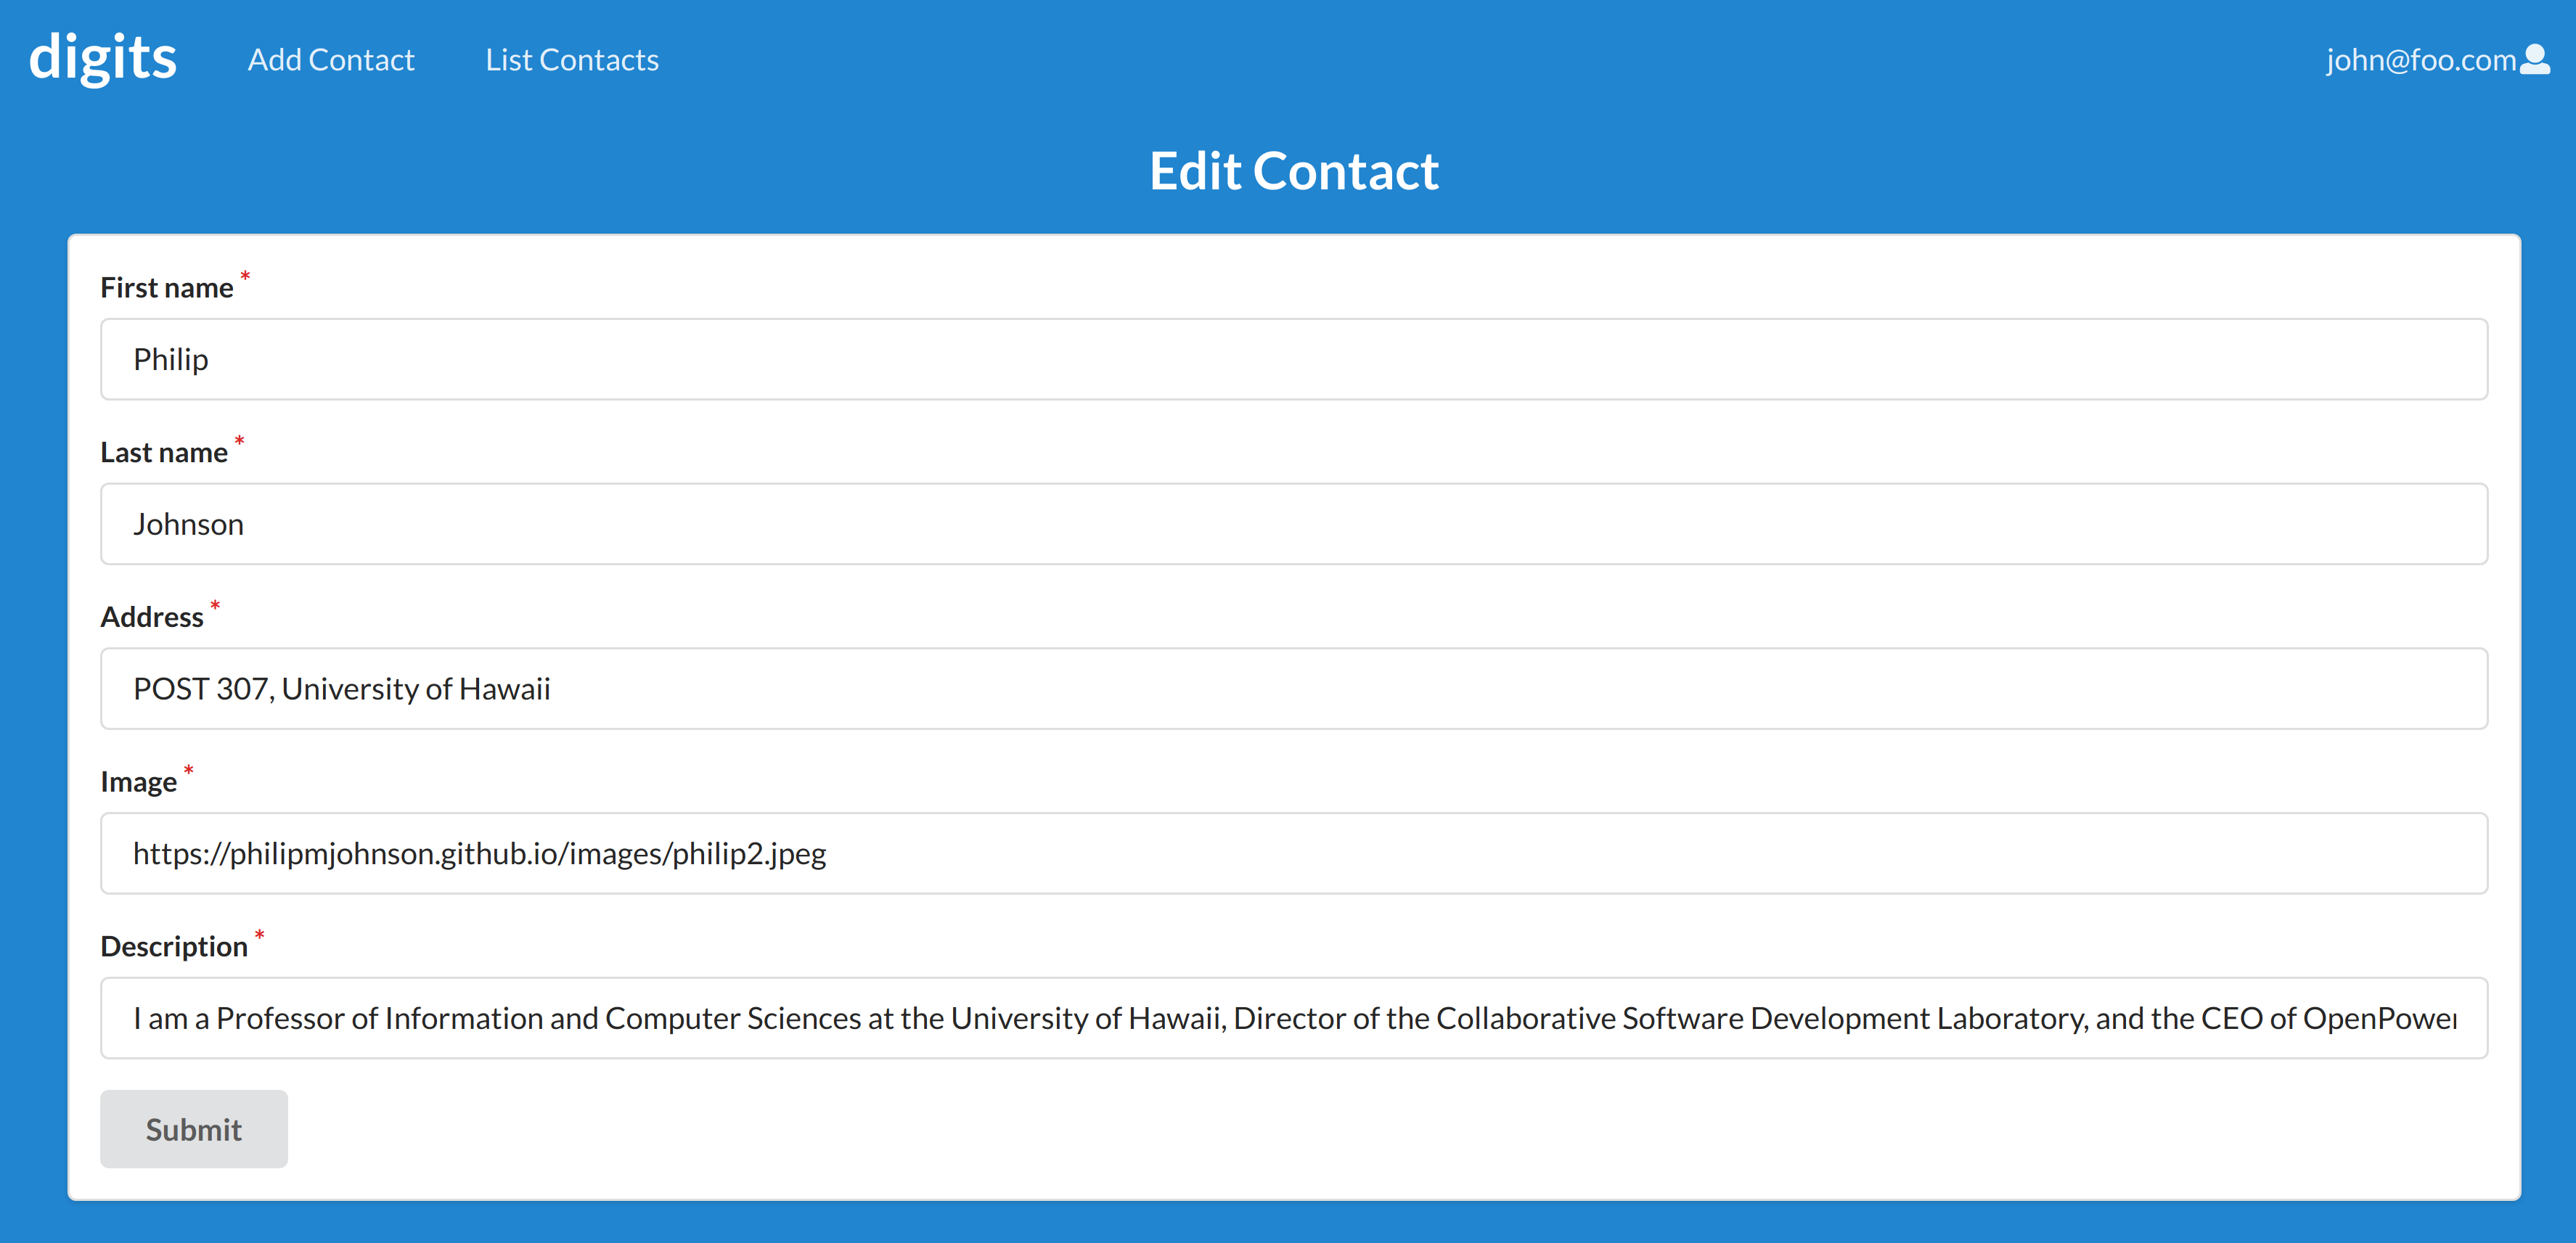 digits Add Contact List Contacts john@foo.com
Edit Contact
First name *
Philip
Last name *
Johnson
Address *
POST 307, University of Hawaii
Image *
https://philipmjohnson.github.io/images/philip2.jpeg
Description *
I am a Professor of Information and Computer Sciences at the University of Hawaii, Director of the Collaborative Software Development Laboratory, and the CEO of OpenPower
Submit